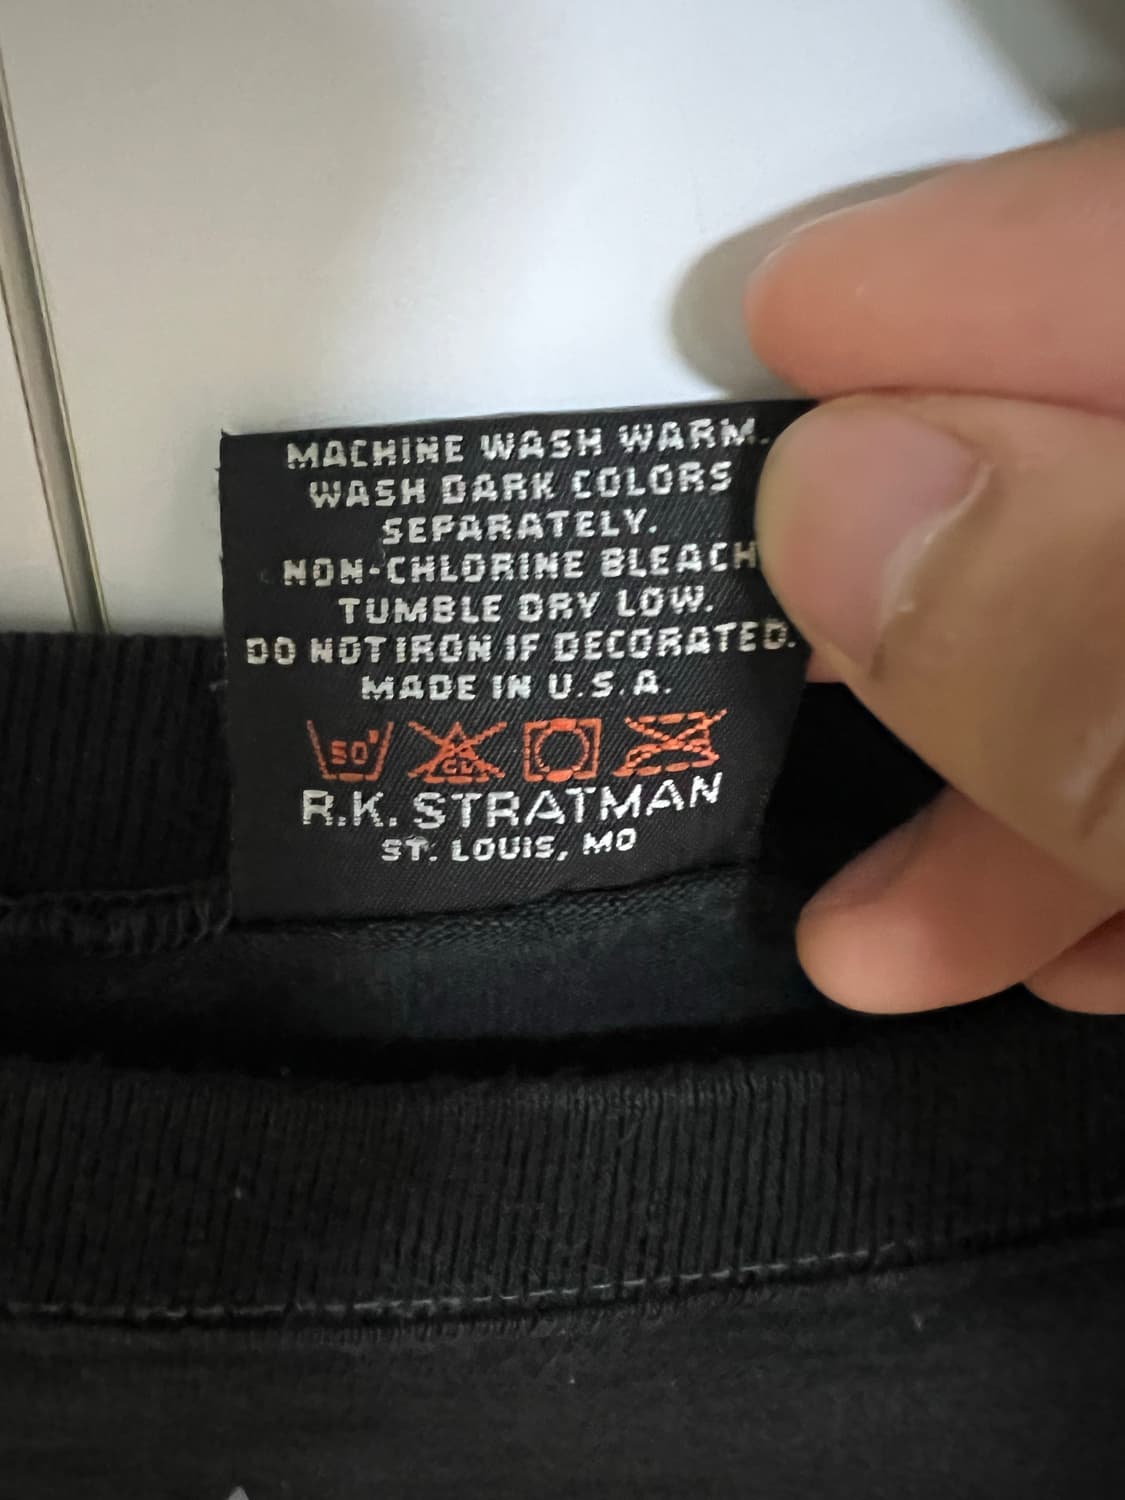 MACHINE WASH WARM.
WASH DARK COLORS
SEPARATELY.
NON-CHLORINE BLEACH
TUMBLE DRY LOW.
DO NOT IRON IF DECORATED.
MADE IN U.S.A.
50° CL
R.K. STRATMAN
ST. LOUIS, MO